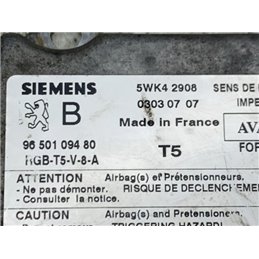 SIEMENS 5WK4 2908 SENS DE
B 0303 07 07 IMPE
Made in France AVA
96 501 094 80 T5 FOR
HGB-T5-V-8-A
ATTENTION Airbag(s) et Prétensionneurs.
- Ne pas démonter. RISQUE DE DECLENCHEM
- Consulter la notice.
CAUTION Airbag(s) and Pretensioners
TRIGGERING HAZARD!